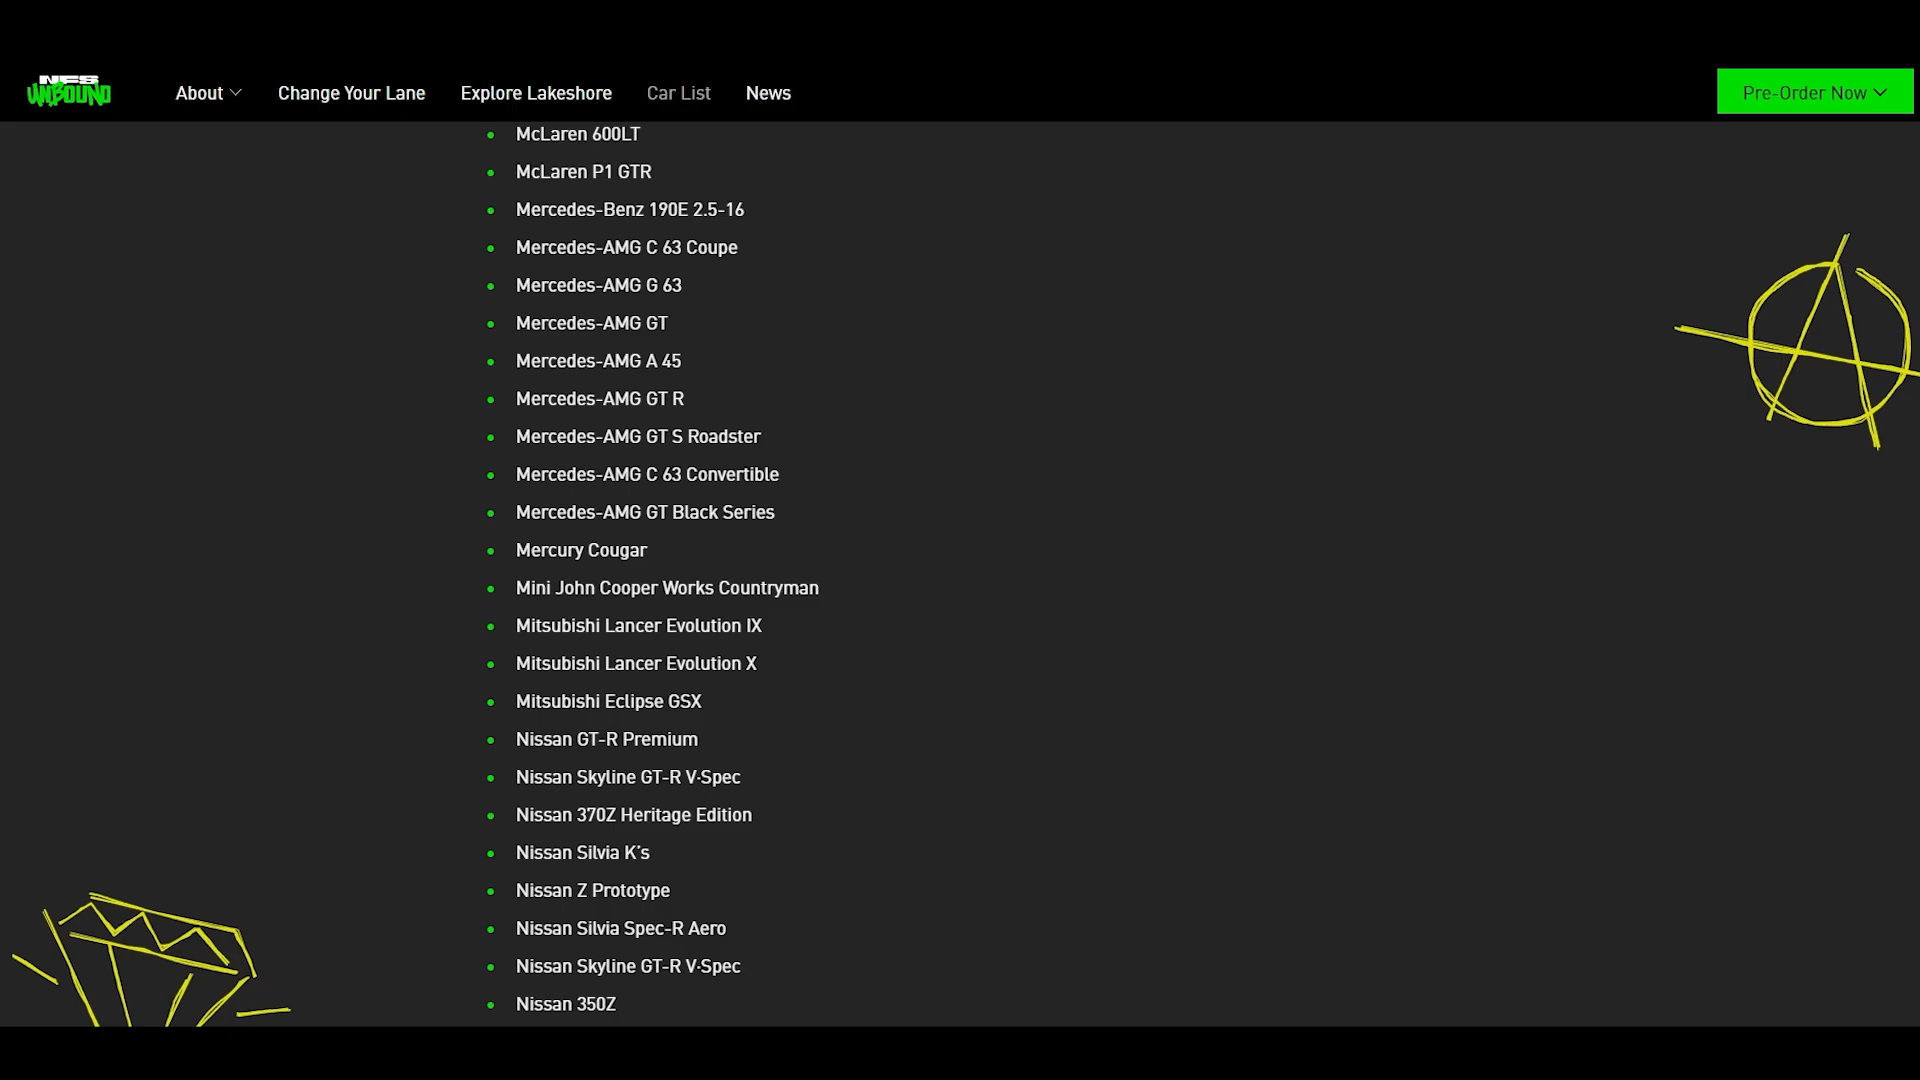 NFS
UNBOUND
About
Change Your Lane
Explore Lakeshore
Car List
News
Pre-Order Now
McLaren 600LT
McLaren P1 GTR
Mercedes-Benz 190E 2.5-16
Mercedes-AMG C 63 Coupe
Mercedes-AMG G 63
Mercedes-AMG GT
Mercedes-AMG A 45
Mercedes-AMG GT R
Mercedes-AMG GT S Roadster
Mercedes-AMG C 63 Convertible
Mercedes-AMG GT Black Series
Mercury Cougar
Mini John Cooper Works Countryman
Mitsubishi Lancer Evolution IX
Mitsubishi Lancer Evolution X
Mitsubishi Eclipse GSX
Nissan GT-R Premium
Nissan Skyline GT-R V·Spec
Nissan 370Z Heritage Edition
Nissan Silvia K's
Nissan Z Prototype
Nissan Silvia Spec-R Aero
Nissan Skyline GT-R V·Spec
Nissan 350Z